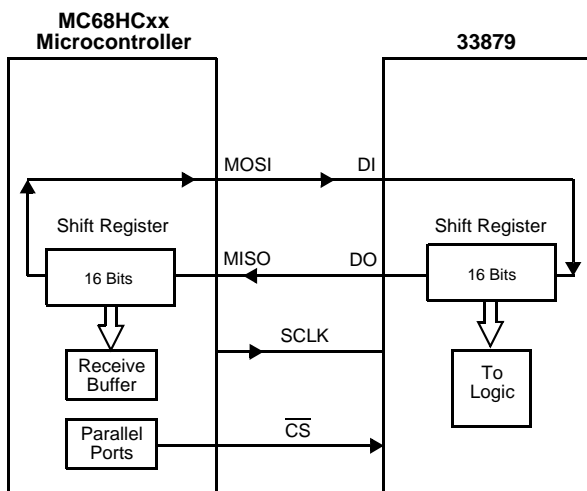 MC68HCxx
Microcontroller
33879
MOSI
DI
Shift Register
Shift Register
MISO
DO
16 Bits
16 Bits
SCLK
Receive
Buffer
To
Logic
Parallel
Ports
CS